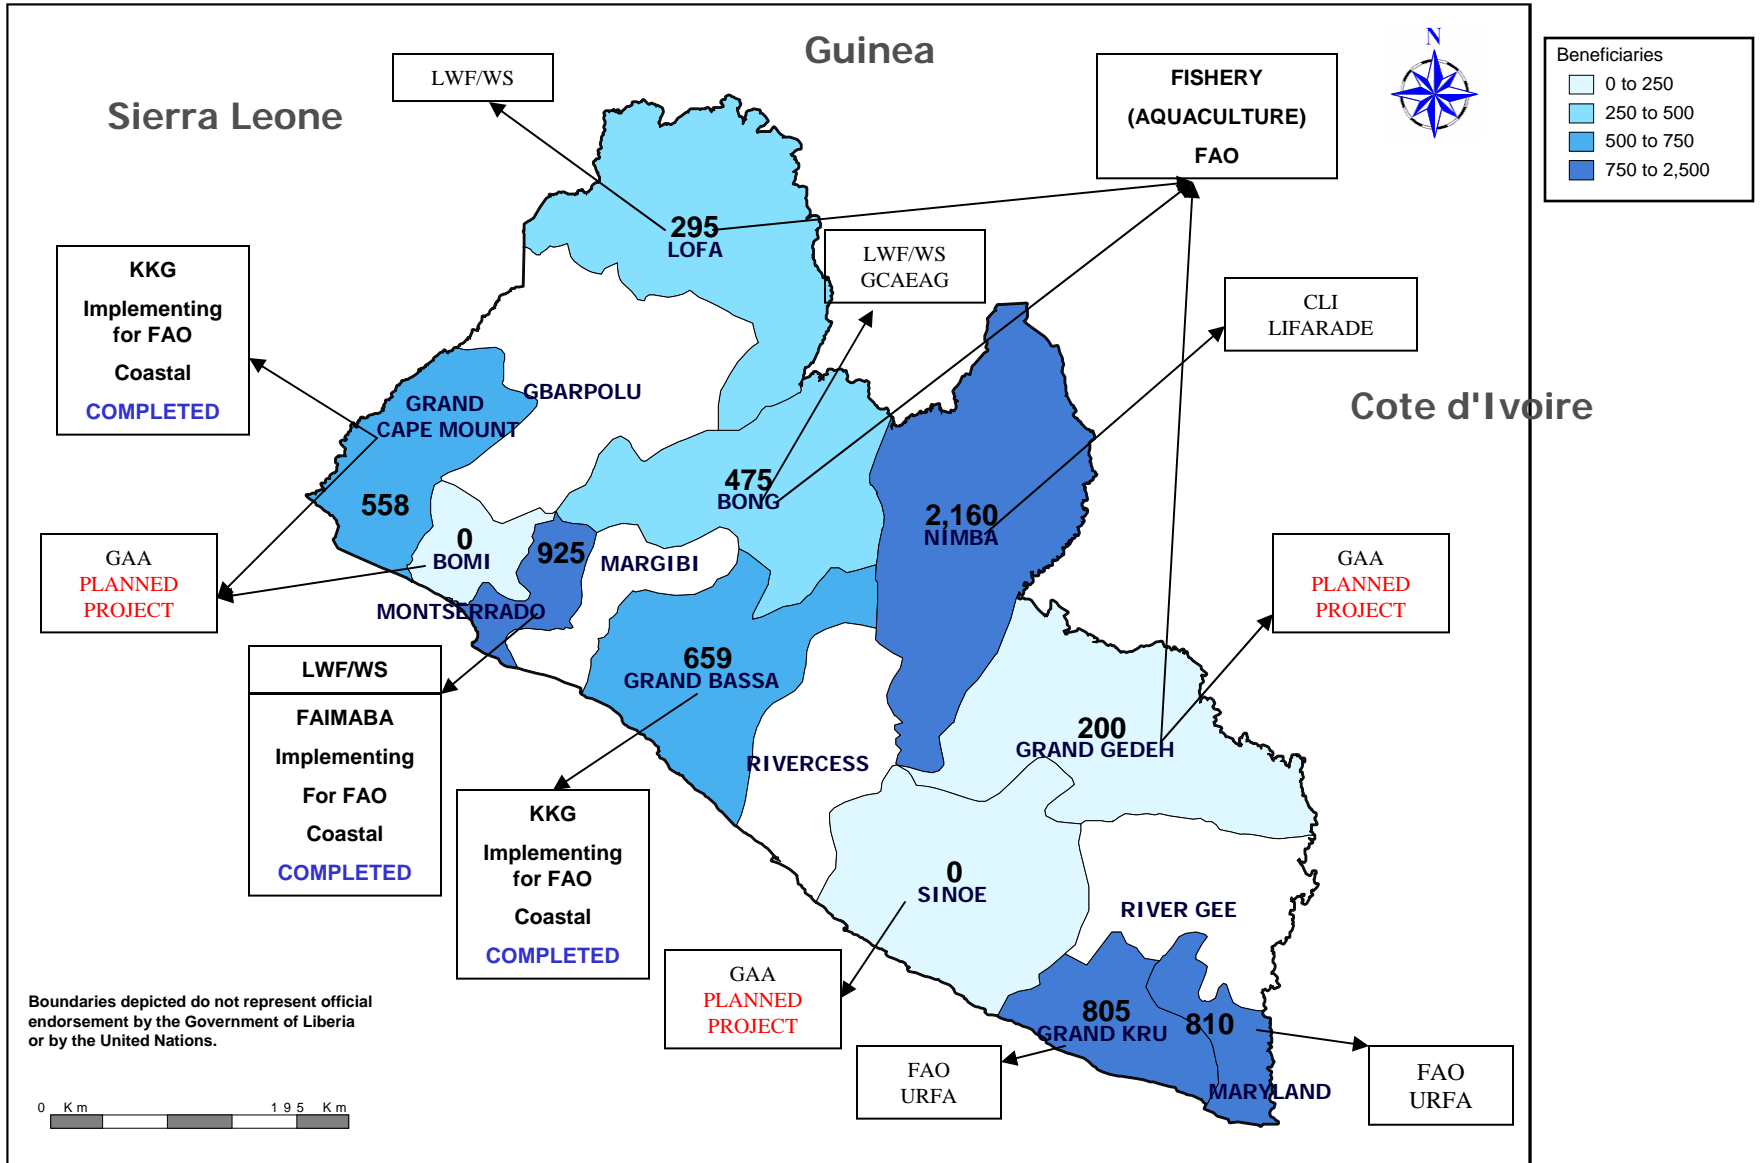 Guinea
Sierra Leone
Cote d'Ivoire
N
Beneficiaries
0 to 250
250 to 500
500 to 750
750 to 2,500
LWF/WS
FISHERY
(AQUACULTURE)
FAO
295
LOFA
LWF/WS
GCAEAG
CLI
LIFARADE
KKG
Implementing
for FAO
Coastal
COMPLETED
GBARPOLU
GRAND
CAPE MOUNT
558
475
BONG
2,160
NIMBA
0
BOMI
925
MARGIBI
MONTSERRADO
GAA
PLANNED
PROJECT
GAA
PLANNED
PROJECT
659
GRAND BASSA
LWF/WS
FAIMABA
Implementing
For FAO
Coastal
COMPLETED
200
GRAND GEDEH
RIVERCESS
KKG
Implementing
for FAO
Coastal
COMPLETED
0
SINOE
RIVER GEE
GAA
PLANNED
PROJECT
805
GRAND KRU
810
MARYLAND
FAO
URFA
FAO
URFA
Boundaries depicted do not represent official
endorsement by the Government of Liberia
or by the United Nations.
0 Km 195 Km